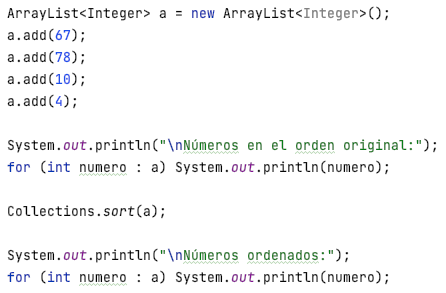 ArrayList<Integer> a = new ArrayList<Integer>();
a.add(67);
a.add(78);
a.add(10);
a.add(4);
System.out.println("\nNúmeros en el orden original:");
for (int numero : a) System.out.println(numero);
Collections.sort(a);
System.out.println("\nNúmeros ordenados:");
for (int numero : a) System.out.println(numero);